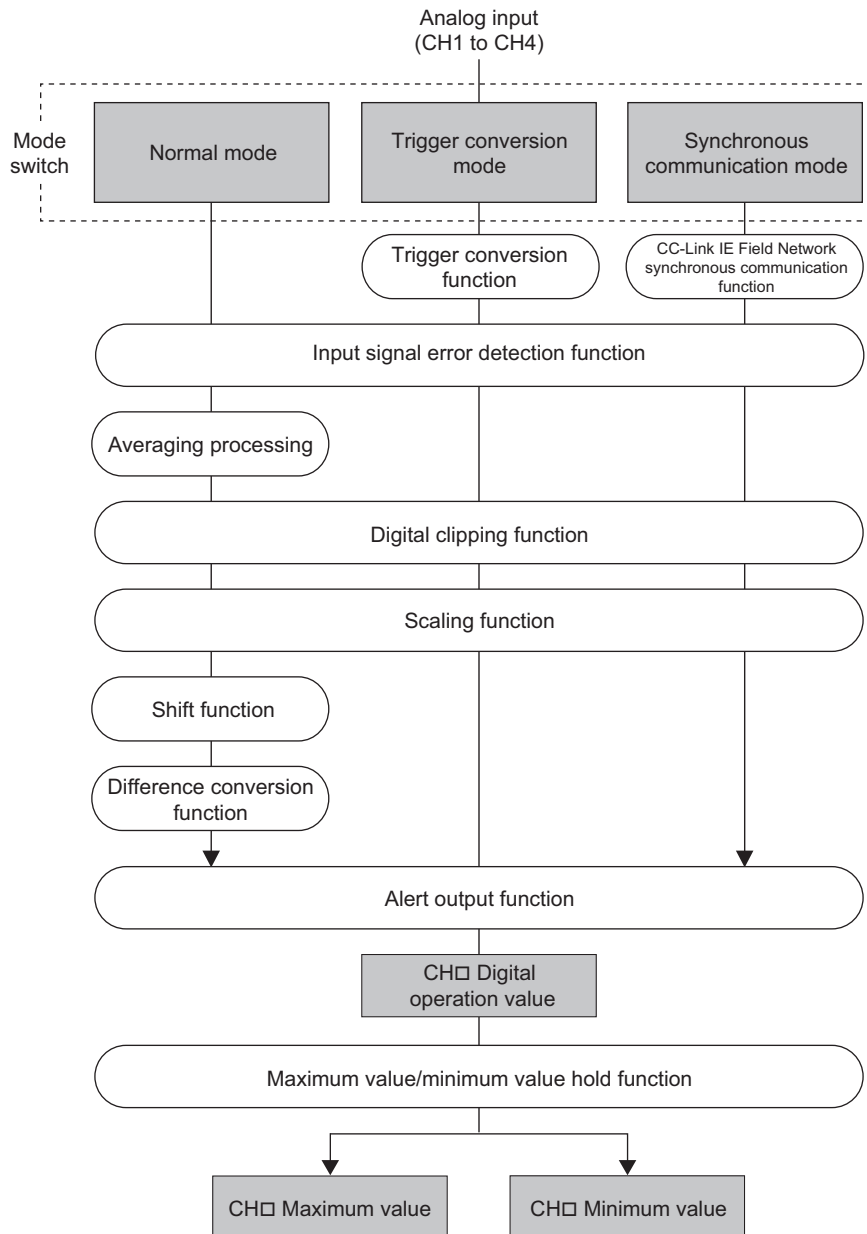 Analog input
(CH1 to CH4)
Mode
switch
Normal mode
Trigger conversion
mode
Synchronous
communication mode
Trigger conversion
function
CC-Link IE Field Network
synchronous communication
function
Input signal error detection function
Averaging processing
Digital clipping function
Scaling function
Shift function
Difference conversion
function
Alert output function
CH□ Digital
operation value
Maximum value/minimum value hold function
CH□ Maximum value
CH□ Minimum value